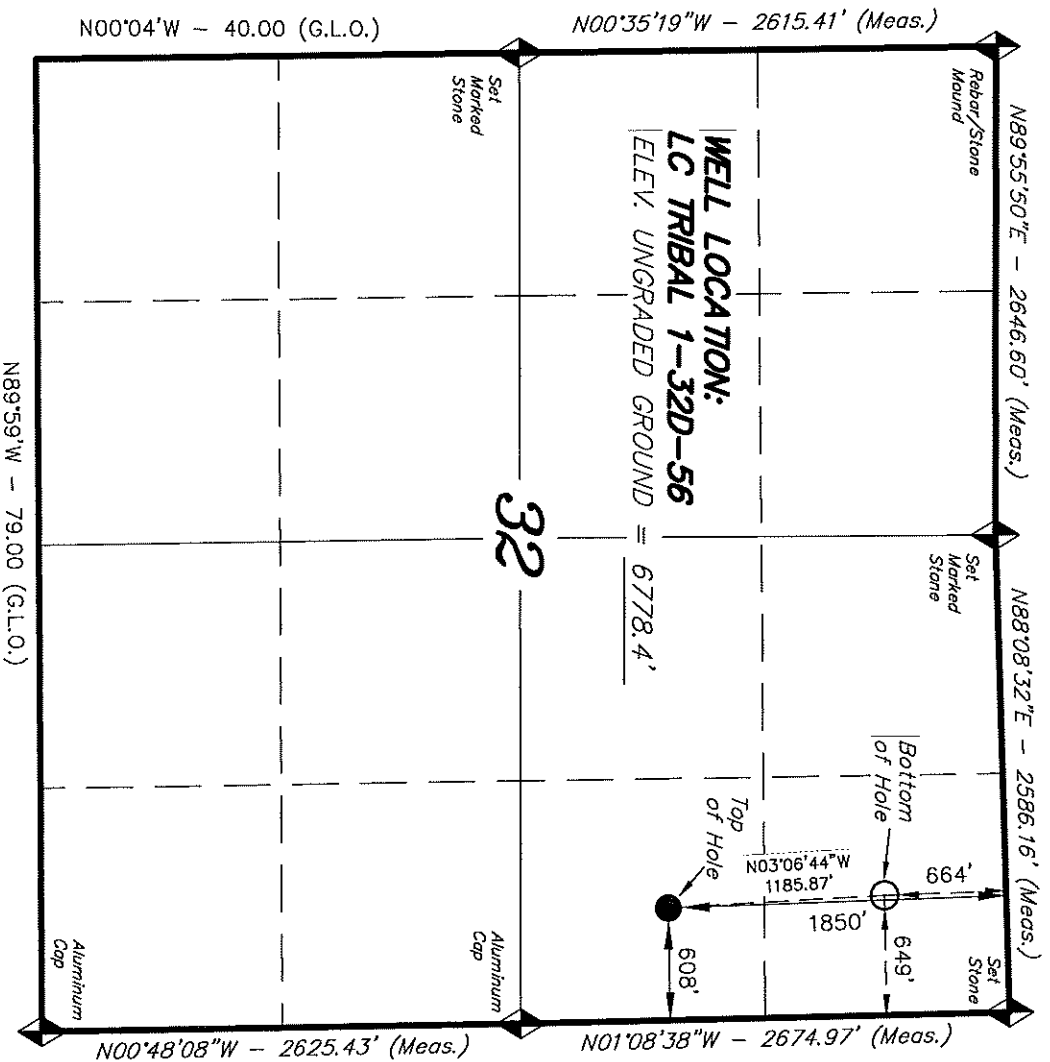 N00°04'W - 40.00 (G.L.O.)
N00°35'19"W - 2615.41' (Meas.)
Rebar/Stone
Mound
N89°55'50"E - 2646.60' (Meas.)
Set
Marked
Stone
N88°08'32"E - 2586.16' (Meas.)
Set
Stone
Set
Marked
Stone
WELL LOCATION:
LC TRIBAL 1-32D-56
ELEV. UNGRADED GROUND = 6778.4'
32
Bottom
of Hole
664'
649'
1850'
N03°06'44"W
1185.87'
Top
of Hole
608'
Aluminum
Cap
Aluminum
Cap
N01°08'38"W - 2674.97' (Meas.)
N00°48'08"W - 2625.43' (Meas.)
N89°59'W - 79.00 (G.L.O.)